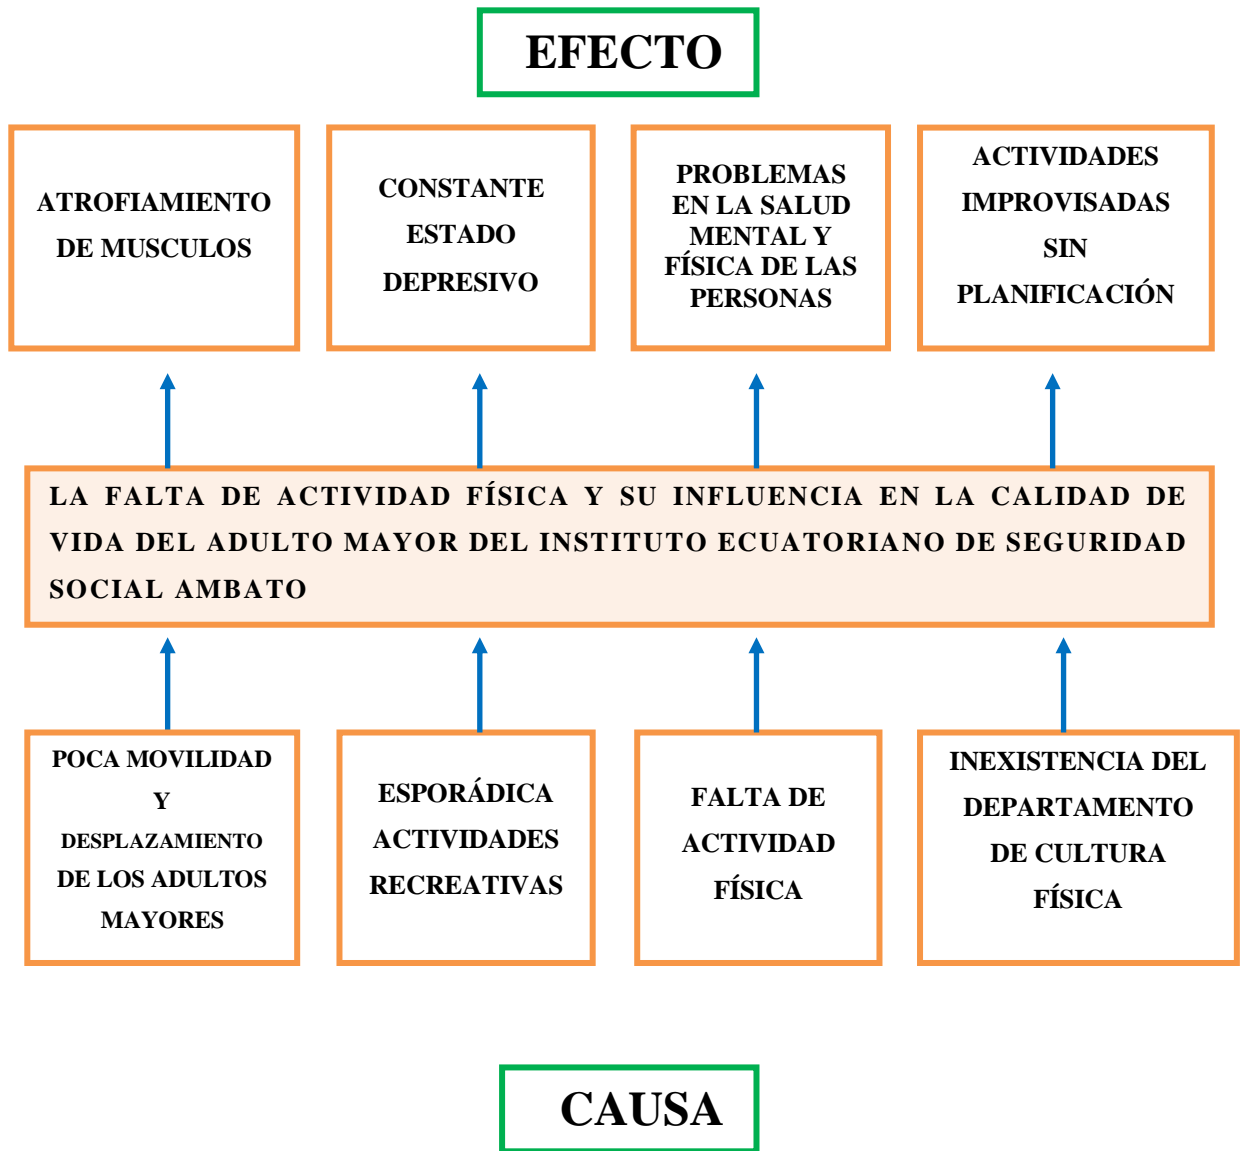 EFECTO
ATROFIAMIENTO
DE MUSCULOS
CONSTANTE
ESTADO
DEPRESIVO
PROBLEMAS
EN LA SALUD
MENTAL Y
FÍSICA DE LAS
PERSONAS
ACTIVIDADES
IMPROVISADAS
SIN
PLANIFICACIÓN
LA FALTA DE ACTIVIDAD FÍSICA Y SU INFLUENCIA EN LA CALIDAD DE
VIDA DEL ADULTO MAYOR DEL INSTITUTO ECUATORIANO DE SEGURIDAD
SOCIAL AMBATO
POCA MOVILIDAD
Y
DESPLAZAMIENTO
DE LOS ADULTOS
MAYORES
ESPORÁDICA
ACTIVIDADES
RECREATIVAS
FALTA DE
ACTIVIDAD
FÍSICA
INEXISTENCIA DEL
DEPARTAMENTO
DE CULTURA
FÍSICA
CAUSA